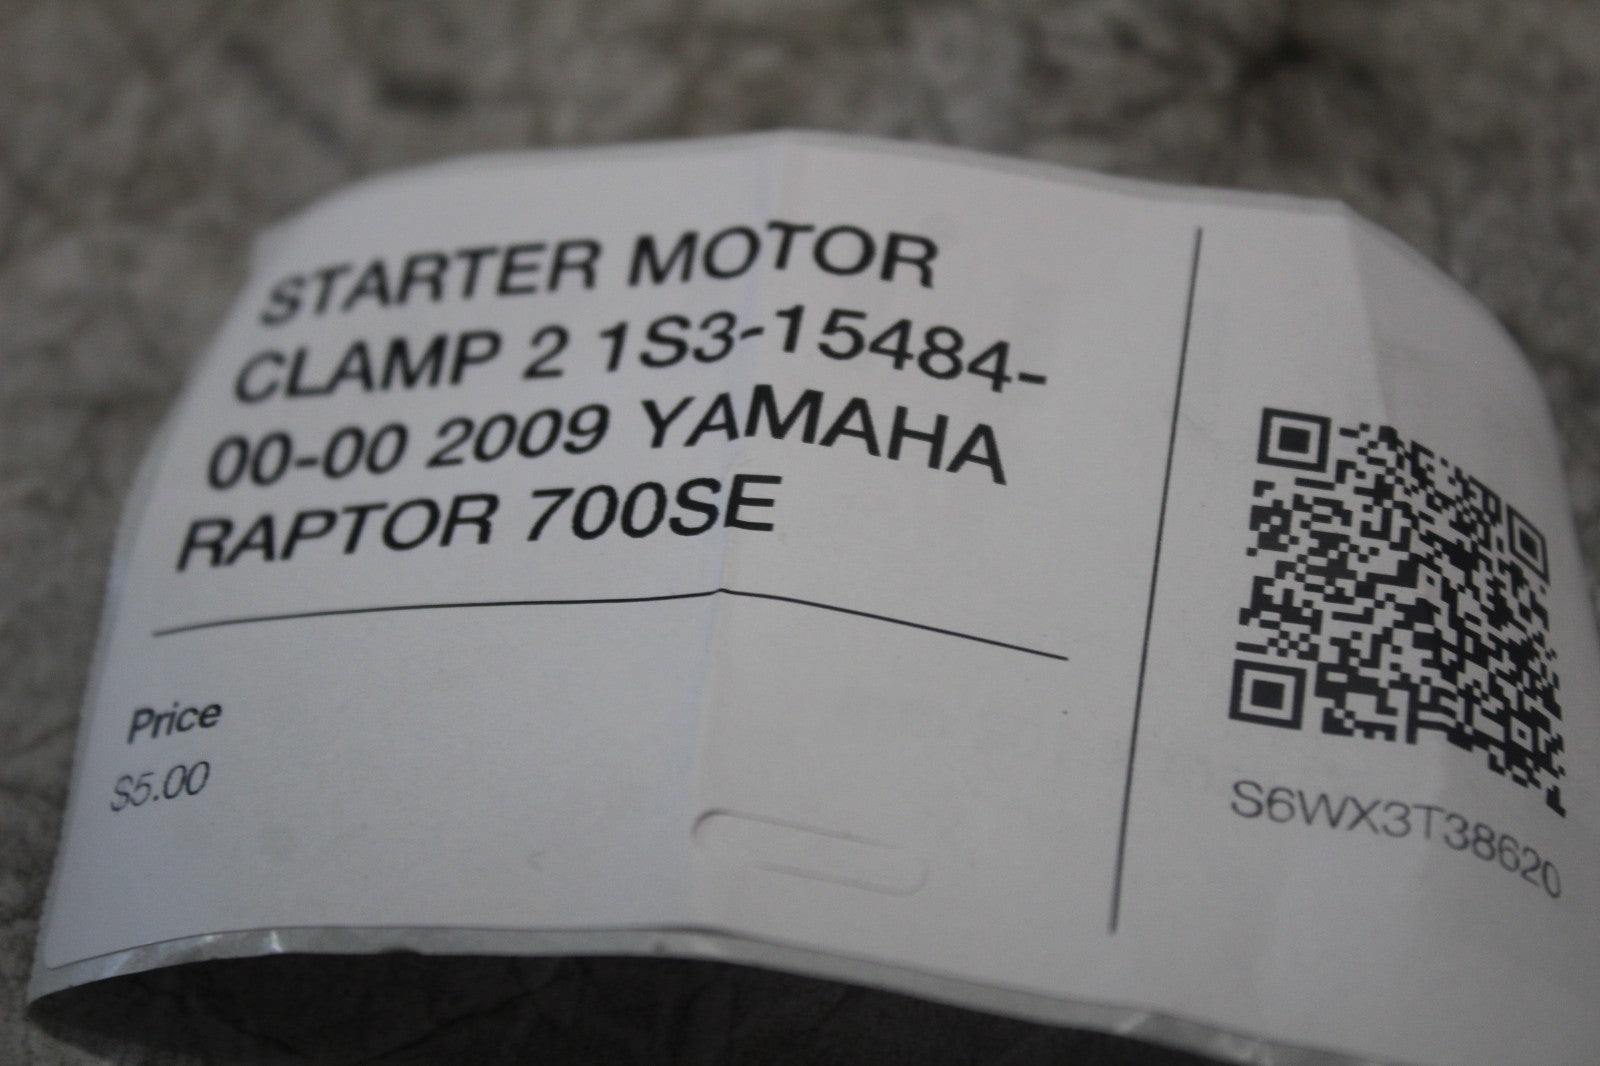 STARTER MOTOR
CLAMP 2 1S3-15484-
00-00 2009 YAMAHA
RAPTOR 700SE
Price
$5.00
S6WX3T38620